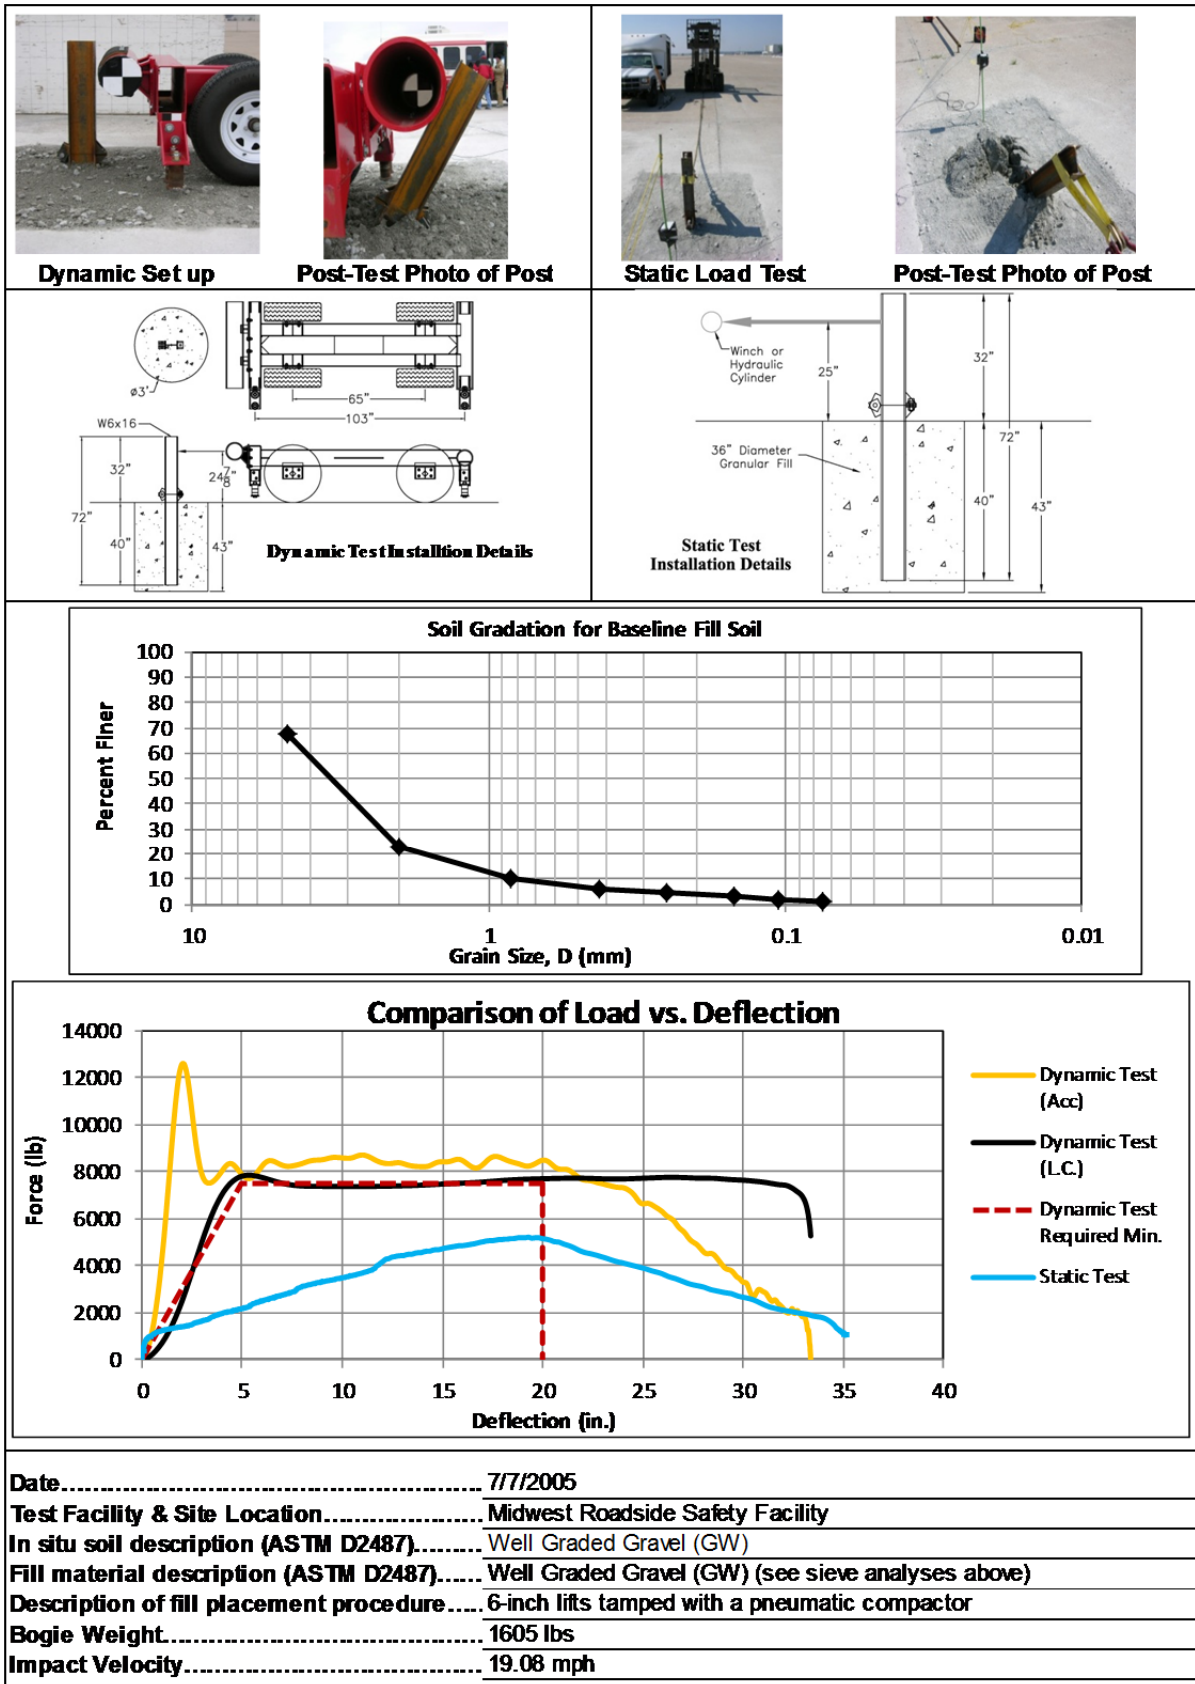 Dynamic Set up
Post-Test Photo of Post
Static Load Test
Post-Test Photo of Post
ø3'
65"
103"
W6x16
32"
24 7/8"
72"
40"
43"
Dynamic Test Installtion Details
Winch or
Hydraulic
Cylinder
25"
32"
72"
36" Diameter
Granular Fill
40"
43"
Static Test
Installation Details
Soil Gradation for Baseline Fill Soil
Percent Finer
100
90
80
70
60
50
40
30
20
10
0
10
1
0.1
0.01
Grain Size, D (mm)
Comparison of Load vs. Deflection
Force (lb)
14000
12000
10000
8000
6000
4000
2000
0
0
5
10
15
20
25
30
35
40
Deflection (in.)
Dynamic Test
(Acc)
Dynamic Test
(L.C.)
Dynamic Test
Required Min.
Static Test
Date.................................................. 7/7/2005
Test Facility & Site Location................... Midwest Roadside Safety Facility
In situ soil description (ASTM D2487)......... Well Graded Gravel (GW)
Fill material description (ASTM D2487)...... Well Graded Gravel (GW) (see sieve analyses above)
Description of fill placement procedure..... 6-inch lifts tamped with a pneumatic compactor
Bogie Weight...................................... 1605 lbs
Impact Velocity................................... 19.08 mph